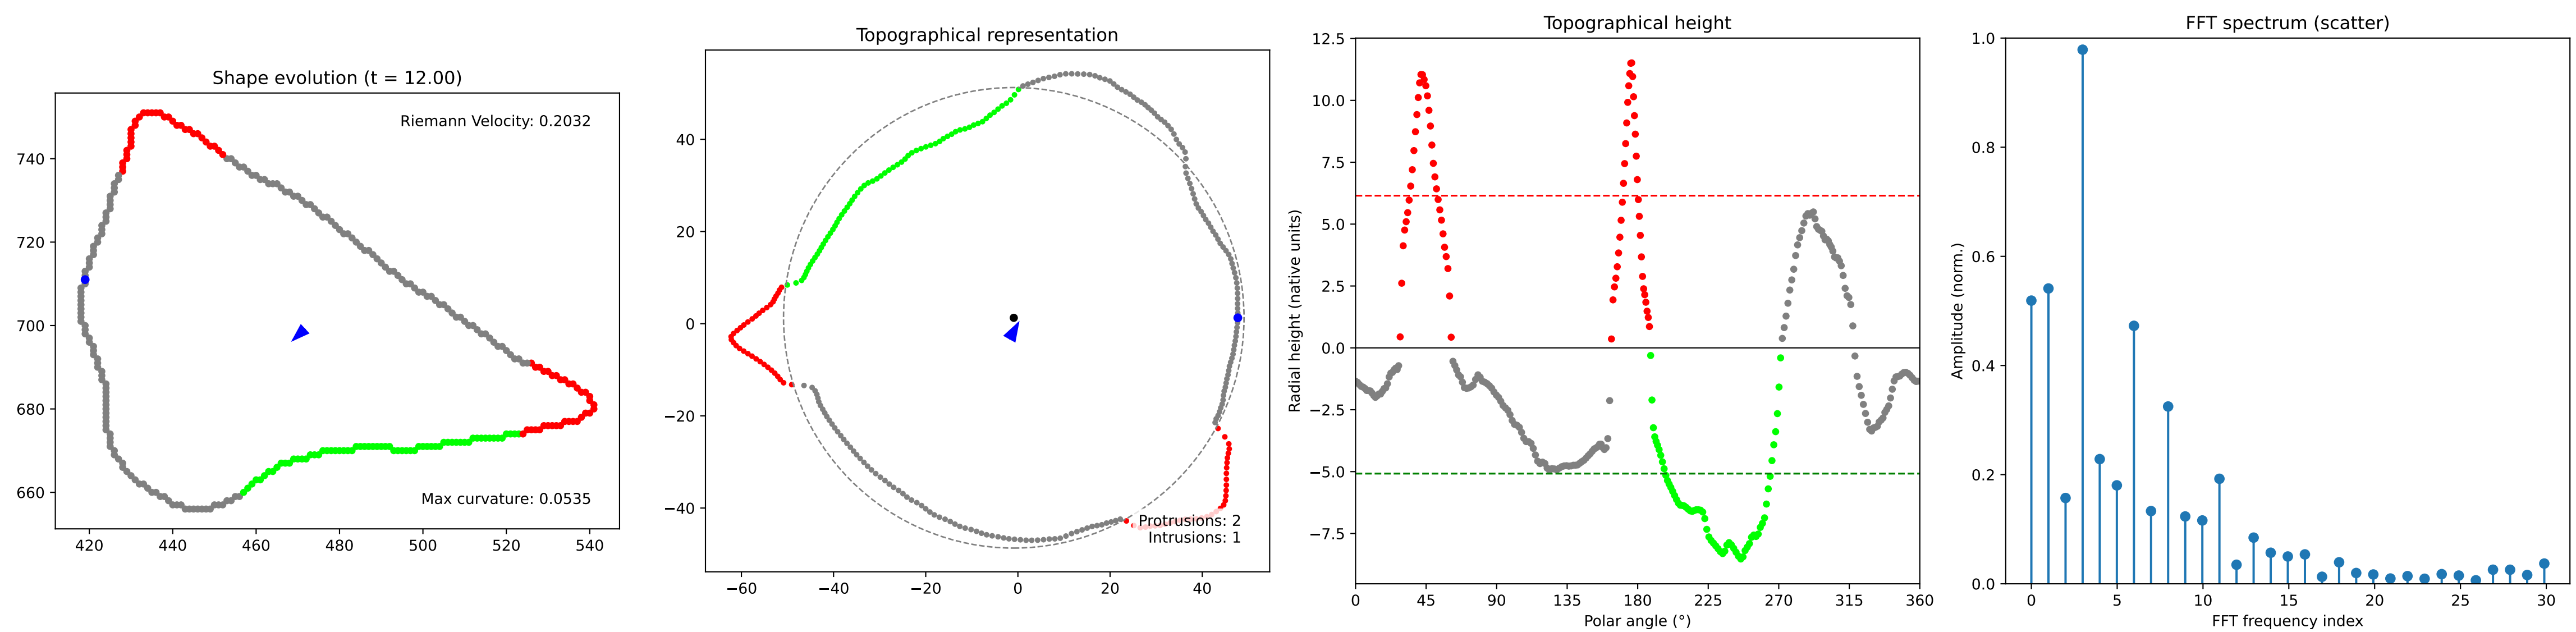 Shape evolution (t = 12.00)
Riemann Velocity: 0.2032
Max curvature: 0.0535
740
720
700
680
660
420 440 460 480 500 520 540
Topographical representation
40
20
0
−20
−40
Protrusions: 2
Intrusions: 1
−60 −40 −20 0 20 40
Topographical height
Radial height (native units)
12.5
10.0
7.5
5.0
2.5
0.0
−2.5
−5.0
−7.5
0 45 90 135 180 225 270 315 360
Polar angle (°)
FFT spectrum (scatter)
Amplitude (norm.)
1.0
0.8
0.6
0.4
0.2
0.0
0 5 10 15 20 25 30
FFT frequency index